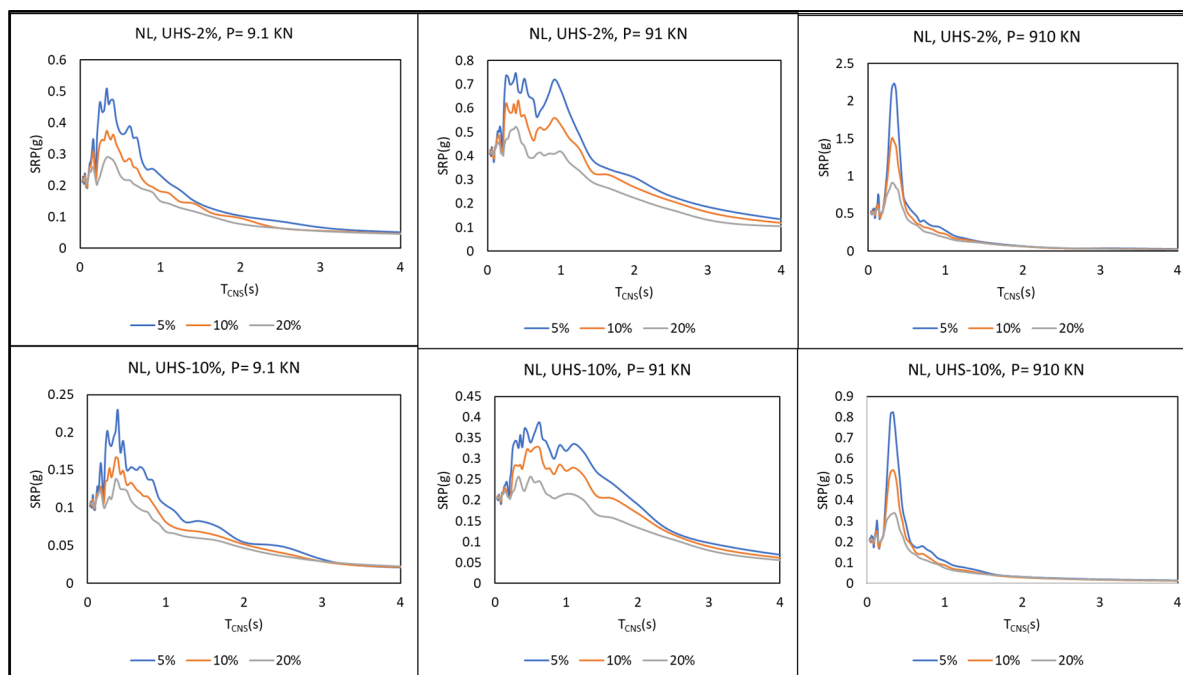 NL, UHS-2%, P= 9.1 KN
0.6
0.5
0.4
0.3
0.2
0.1
0
SRP(g)
0 1 2 3 4
TCNS(s)
5% 10% 20%
NL, UHS-2%, P= 91 KN
0.8
0.7
0.6
0.5
0.4
0.3
0.2
0.1
0
SRP(g)
0 1 2 3 4
TCNS(s)
5% 10% 20%
NL, UHS-2%, P= 910 KN
2.5
2
1.5
1
0.5
0
SRP(g)
0 1 2 3 4
TCNS(s)
5% 10% 20%
NL, UHS-10%, P= 9.1 KN
0.25
0.2
0.15
0.1
0.05
0
SRP(g)
0 1 2 3 4
TCNS(s)
5% 10% 20%
NL, UHS-10%, P= 91 KN
0.45
0.4
0.35
0.3
0.25
0.2
0.15
0.1
0.05
0
SRP(g)
0 1 2 3 4
TCNS(s)
5% 10% 20%
NL, UHS-10%, P= 910 KN
0.9
0.8
0.7
0.6
0.5
0.4
0.3
0.2
0.1
0
SRP(g)
0 1 2 3 4
TCNS(s)
5% 10% 20%